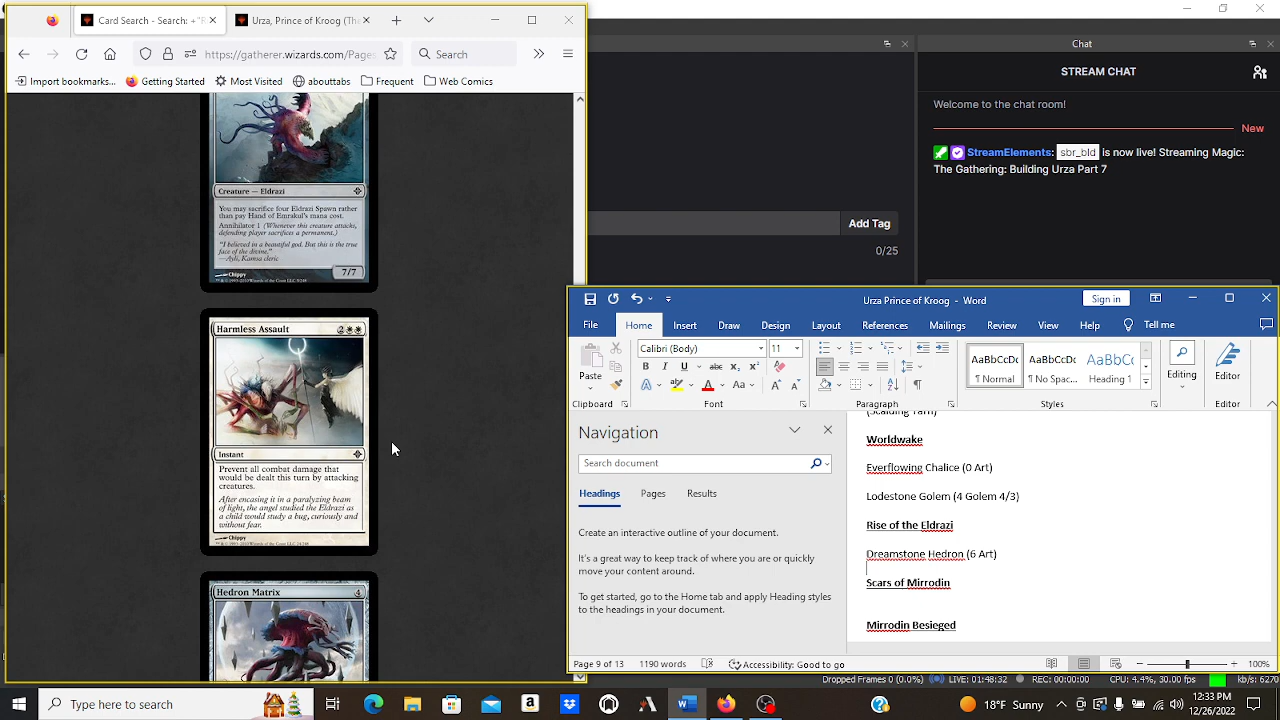 Card Search - Search: +"R
Urza, Prince of Kroog (The
https://gatherer.wizards.com/Pages
Search
Import bookmarks...
Getting Started
Most Visited
abouttabs
Frequent
Web Comics
Creature — Eldrazi
You may sacrifice four Eldrazi Spawn rather
than pay Hand of Emrakul's mana cost.
Annihilator 1 (Whenever this creature attacks,
defending player sacrifices a permanent.)
"I believed in a beautiful god. But this is the true
face of the divine."
—Ayli, Kamsa cleric
Chippy
7/7
Harmless Assault
2
Instant
Prevent all combat damage that
would be dealt this turn by attacking
creatures.
After encasing it in a paralyzing beam
of light, the angel studied the Eldrazi as
a child would study a bug, curiously and
without fear.
Chippy
Hedron Matrix
4
Add Tag
0/25
Chat
STREAM CHAT
Welcome to the chat room!
New
StreamElements: sbr_bld is now live! Streaming Magic:
The Gathering: Building Urza Part 7
Urza Prince of Kroog - Word
Sign in
File
Home
Insert
Draw
Design
Layout
References
Mailings
Review
View
Help
Tell me
Paste
Clipboard
Calibri (Body)
11
Font
Paragraph
AaBbCcDc
¶ Normal
AaBbCcDc
¶ No Spac...
AaBbCc
Heading 1
Styles
Editing
Editor
Editor
Navigation
Search document
Headings
Pages
Results
Create an interactive outline of your document.
It's a great way to keep track of where you are or quickly
move your content around.
To get started, go to the Home tab and apply Heading styles
to the headings in your document.
(Scalding Tarn)
Worldwake
Everflowing Chalice (0 Art)
Lodestone Golem (4 Golem 4/3)
Rise of the Eldrazi
Dreamstone Hedron (6 Art)
Scars of Mirrodin
Mirrodin Besieged
Page 9 of 13
1190 words
Accessibility: Good to go
100%
Dropped Frames 0 (0.0%)
LIVE: 01:48:32
REC: 00:00:00
CPU: 4.4%, 30.00 fps
kb/s: 6270
Type here to search
18°F Sunny
12:33 PM
12/26/2022